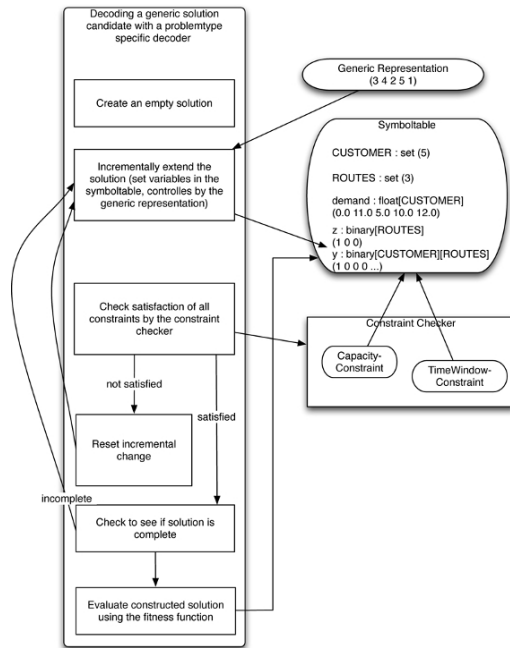 Decoding a generic solution
candidate with a problemtype
specific decoder
Create an empty solution
Generic Representation
(3 4 2 5 1)
Incrementally extend the
solution (set variables in the
symboltable, controlles by the
generic representation)
Symboltable
CUSTOMER : set (5)
ROUTES : set (3)
demand : float[CUSTOMER]
(0.0 11.0 5.0 10.0 12.0)
z : binary[ROUTES]
(1 0 0)
y : binary[CUSTOMER][ROUTES]
(1 0 0 0 ...)
Check satisfaction of all
constraints by the constraint
checker
Constraint Checker
Capacity-
Constraint
TimeWindow-
Constraint
not satisfied
satisfied
Reset incremental
change
incomplete
Check to see if solution is
complete
Evaluate constructed solution
using the fitness function